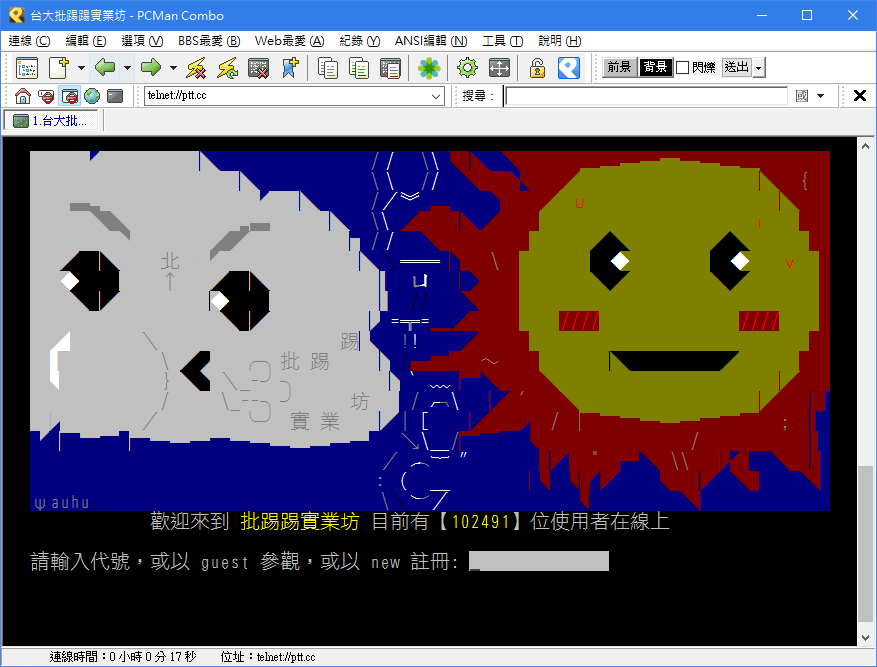 台大批踢踢實業坊 - PCMan Combo
連線 (C) 編輯 (E) 選項 (V) BBS最愛 (B) Web最愛 (A) 紀錄 (Y) ANSI編輯 (N) 工具 (T) 說明 (H)
前景 背景 閃爍 送出
telnet://ptt.cc 搜尋： 國
1.台大批...
北
↑
踢
批 踢
坊
實 業
ψ auhu
歡迎來到 批踢踢實業坊 目前有【102491】位使用者在線上
請輸入代號，或以 guest 參觀，或以 new 註冊:
連線時間：0 小時 0 分 17 秒 位址：telnet://ptt.cc